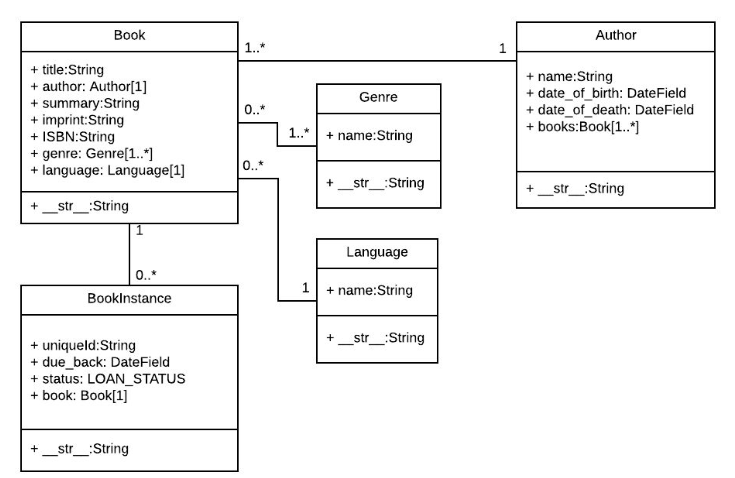 Book
+ title:String
+ author: Author[1]
+ summary:String
+ imprint:String
+ ISBN:String
+ genre: Genre[1..*]
+ language: Language[1]
+ __str__:String
1..*
1
Author
+ name:String
+ date_of_birth: DateField
+ date_of_death: DateField
+ books:Book[1..*]
+ __str__:String
0..*
1..*
Genre
+ name:String
+ __str__:String
0..*
1
Language
+ name:String
+ __str__:String
1
0..*
BookInstance
+ uniqueId:String
+ due_back: DateField
+ status: LOAN_STATUS
+ book: Book[1]
+ __str__:String